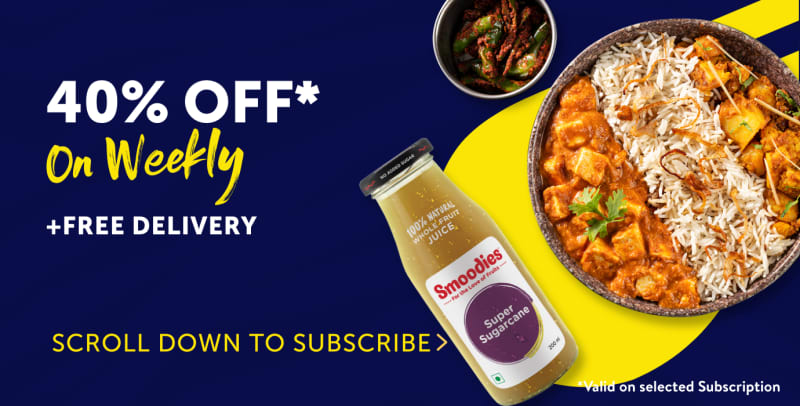 40% OFF*
On Weekly
+FREE DELIVERY
SCROLL DOWN TO SUBSCRIBE>
NO ADDED SUGAR
100% NATURAL
WHOLE FRUIT
JUICE
Smoodies
For the Love of Fruits
Super
Sugarcane
200 ml
*Valid on selected Subscription